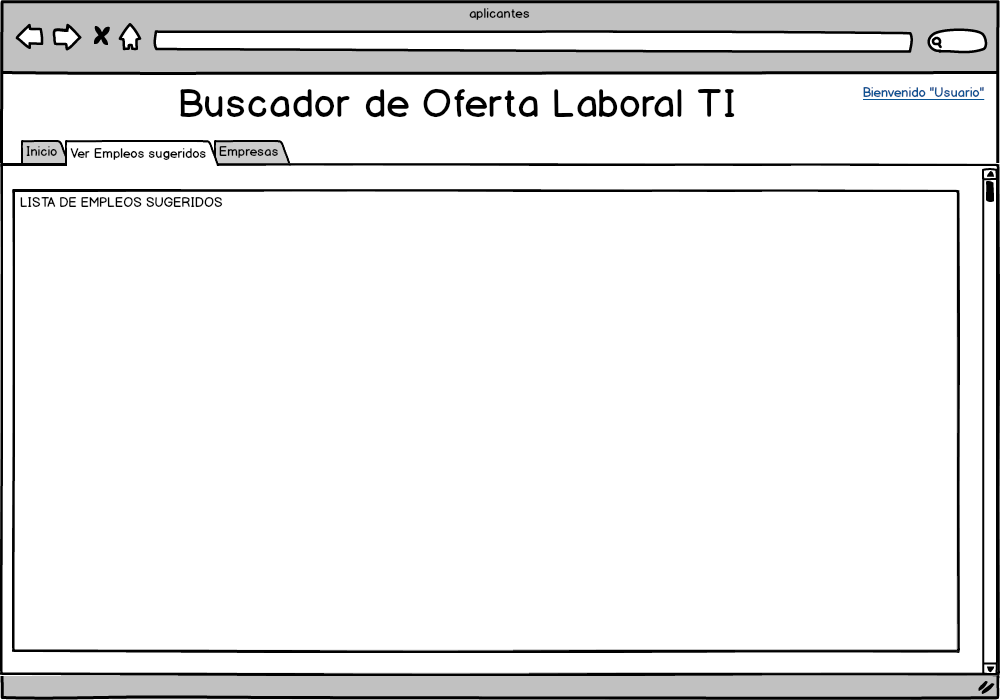 aplicantes
Buscador de Oferta Laboral TI
Bienvenido "Usuario"
Inicio
Ver Empleos sugeridos
Empresas
LISTA DE EMPLEOS SUGERIDOS